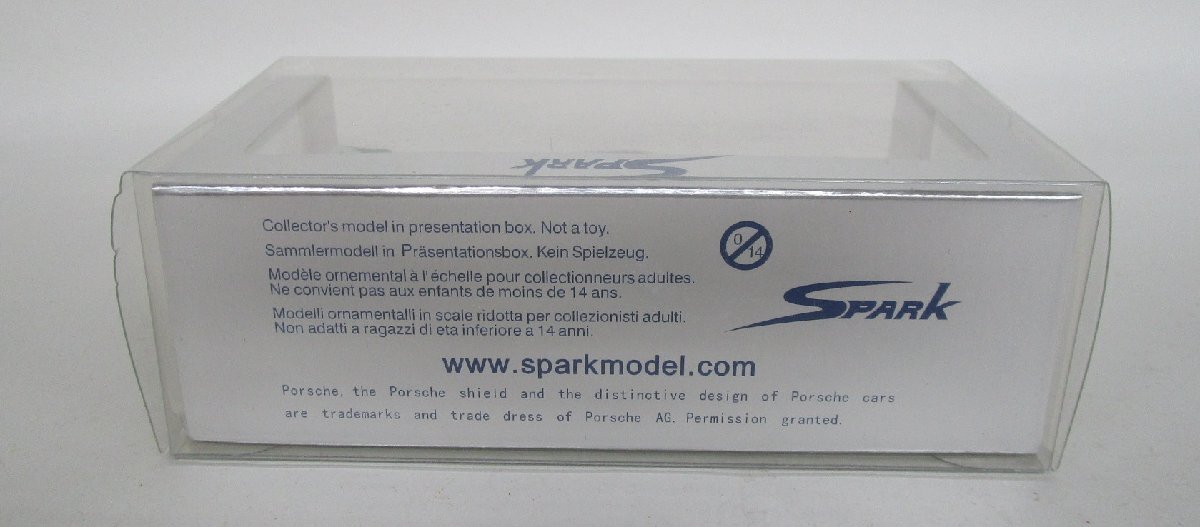 SPARK
Collector's model in presentation box. Not a toy.
Sammlermodell in Präsentationsbox. Kein Spielzeug.
Modèle ornemental à l'échelle pour collectionneurs adultes.
Ne convient pas aux enfants de moins de 14 ans.
Modelli ornamentalli in scale ridotta per collezionisti adulti.
Non adatti a ragazzi di eta inferiore a 14 anni.
0
14
SPARK
www.sparkmodel.com
Porsche, the Porsche shieid and the distinctive design of Porsche cars
are trademarks and trade dress of Porsche AG. Permission granted.